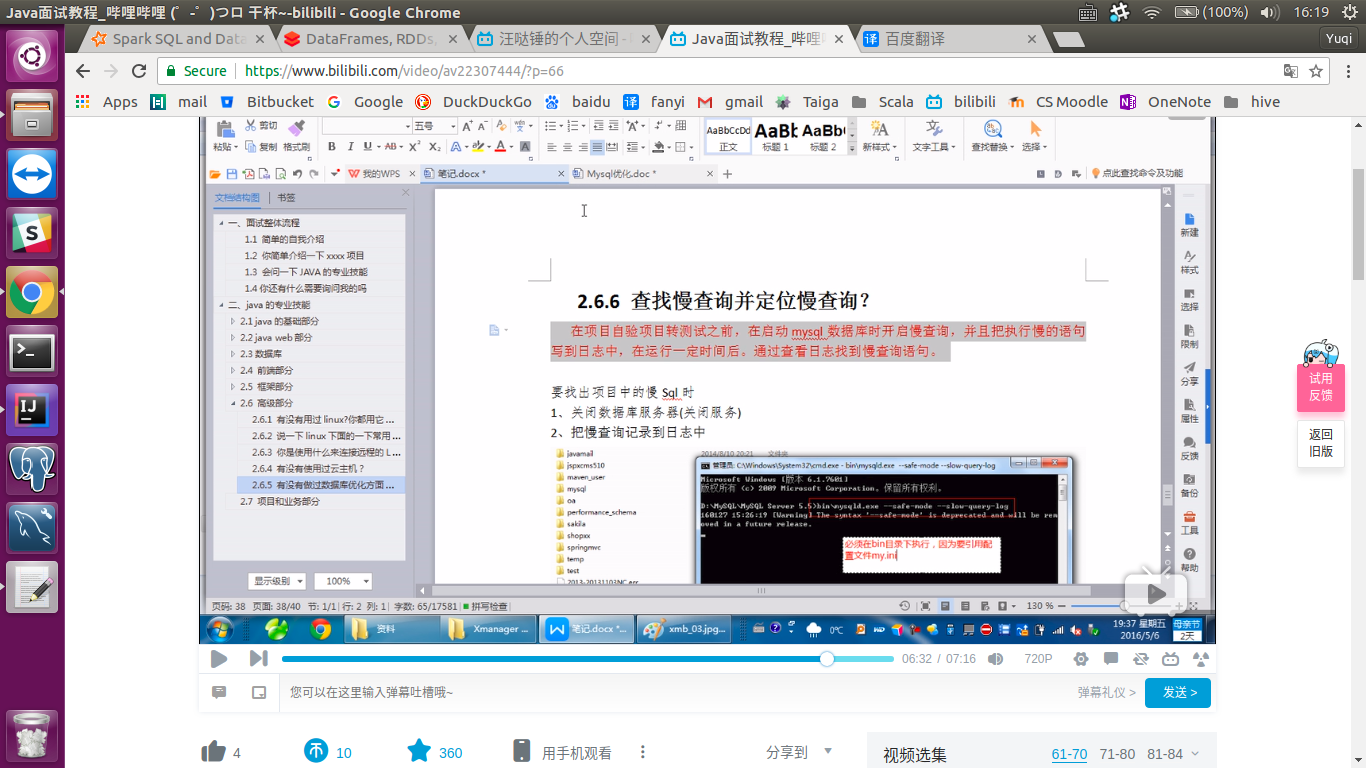 Java面试教程_哔哩哔哩 (゜-゜)つロ 干杯~-bilibili - Google Chrome
(100%) 16:19
Spark SQL and Data
DataFrames, RDDs,
汪哒锤的个人空间 -
Java面试教程_哔哩
百度翻译
Yuqi
Secure https://www.bilibili.com/video/av22307444/?p=66
Apps mail Bitbucket Google DuckDuckGo baidu fanyi gmail Taiga Scala bilibili CS Moodle OneNote hive
粘贴 剪切 复制 格式刷
五号
AaBbCcDd AaBb AaBb(
正文 标题 1 标题 2 新样式 文字工具 查找替换 选择
我的WPS 笔记.docx * Mysql优化.doc * 点此查找命令及功能
文档结构图 书签
一、面试整体流程
1.1 简单的自我介绍
1.2 你简单介绍一下 xxxx 项目
1.3 会问一下 JAVA 的专业技能
1.4 你还有什么需要询问我的吗
二、java 的专业技能
2.1 java 的基础部分
2.2 java web 部分
2.3 数据库
2.4 前端部分
2.5 框架部分
2.6 高级部分
2.6.1 有没有用过 linux?你都用它 ...
2.6.2 说一下 linux 下面的一下常用 ...
2.6.3 你是使用什么来连接远程的 L ...
2.6.4 有没有使用过云主机？
2.6.5 有没有做过数据库优化方面 ...
2.7 项目和业务部分
显示级别 100%
2.6.6 查找慢查询并定位慢查询？
在项目自验项目转测试之前，在启动 mysql 数据库时开启慢查询，并且把执行慢的语句
写到日志中，在运行一定时间后。通过查看日志找到慢查询语句。
要找出项目中的慢 Sql 时
1、关闭数据库服务器(关闭服务)
2、把慢查询记录到日志中
javamail 2014/8/10 20:21 文件夹
jspxcms510
maven_user
mysql
oa
performance_schema
sakila
shopxx
springmvc
temp
test
2013-20131103NC.err
管理员: C:\Windows\System32\cmd.exe - bin\mysqld.exe --safe-mode --slow-query-log
Microsoft Windows [版本 6.1.7601]
版权所有 (c) 2009 Microsoft Corporation。保留所有权利。
D:\MySQL\MySQL Server 5.5>bin\mysqld.exe --safe-mode --slow-query-log
160127 15:26:19 [Warning] The syntax '--safe-mode' is deprecated and will be rem
oved in a future release.
必须在bin目录下执行，因为要引用配
置文件my.ini
新建
样式
选择
限制
分享
属性
反馈
备份
工具
帮助
页码: 38 页面: 38/40 节: 1/1 行: 2 列: 1 字数: 65/17581 拼写检查 130 %
资料 Xmanager ... 笔记.docx *... xmb_03.jpg... 0℃
19:37 星期五
2016/5/6
母亲节
2天
试用
反馈
返回
旧版
06:32 / 07:16 720P
您可以在这里输入弹幕吐槽哦~ 弹幕礼仪 > 发送 >
4 10 360 用手机观看 分享到
视频选集 61-70 71-80 81-84